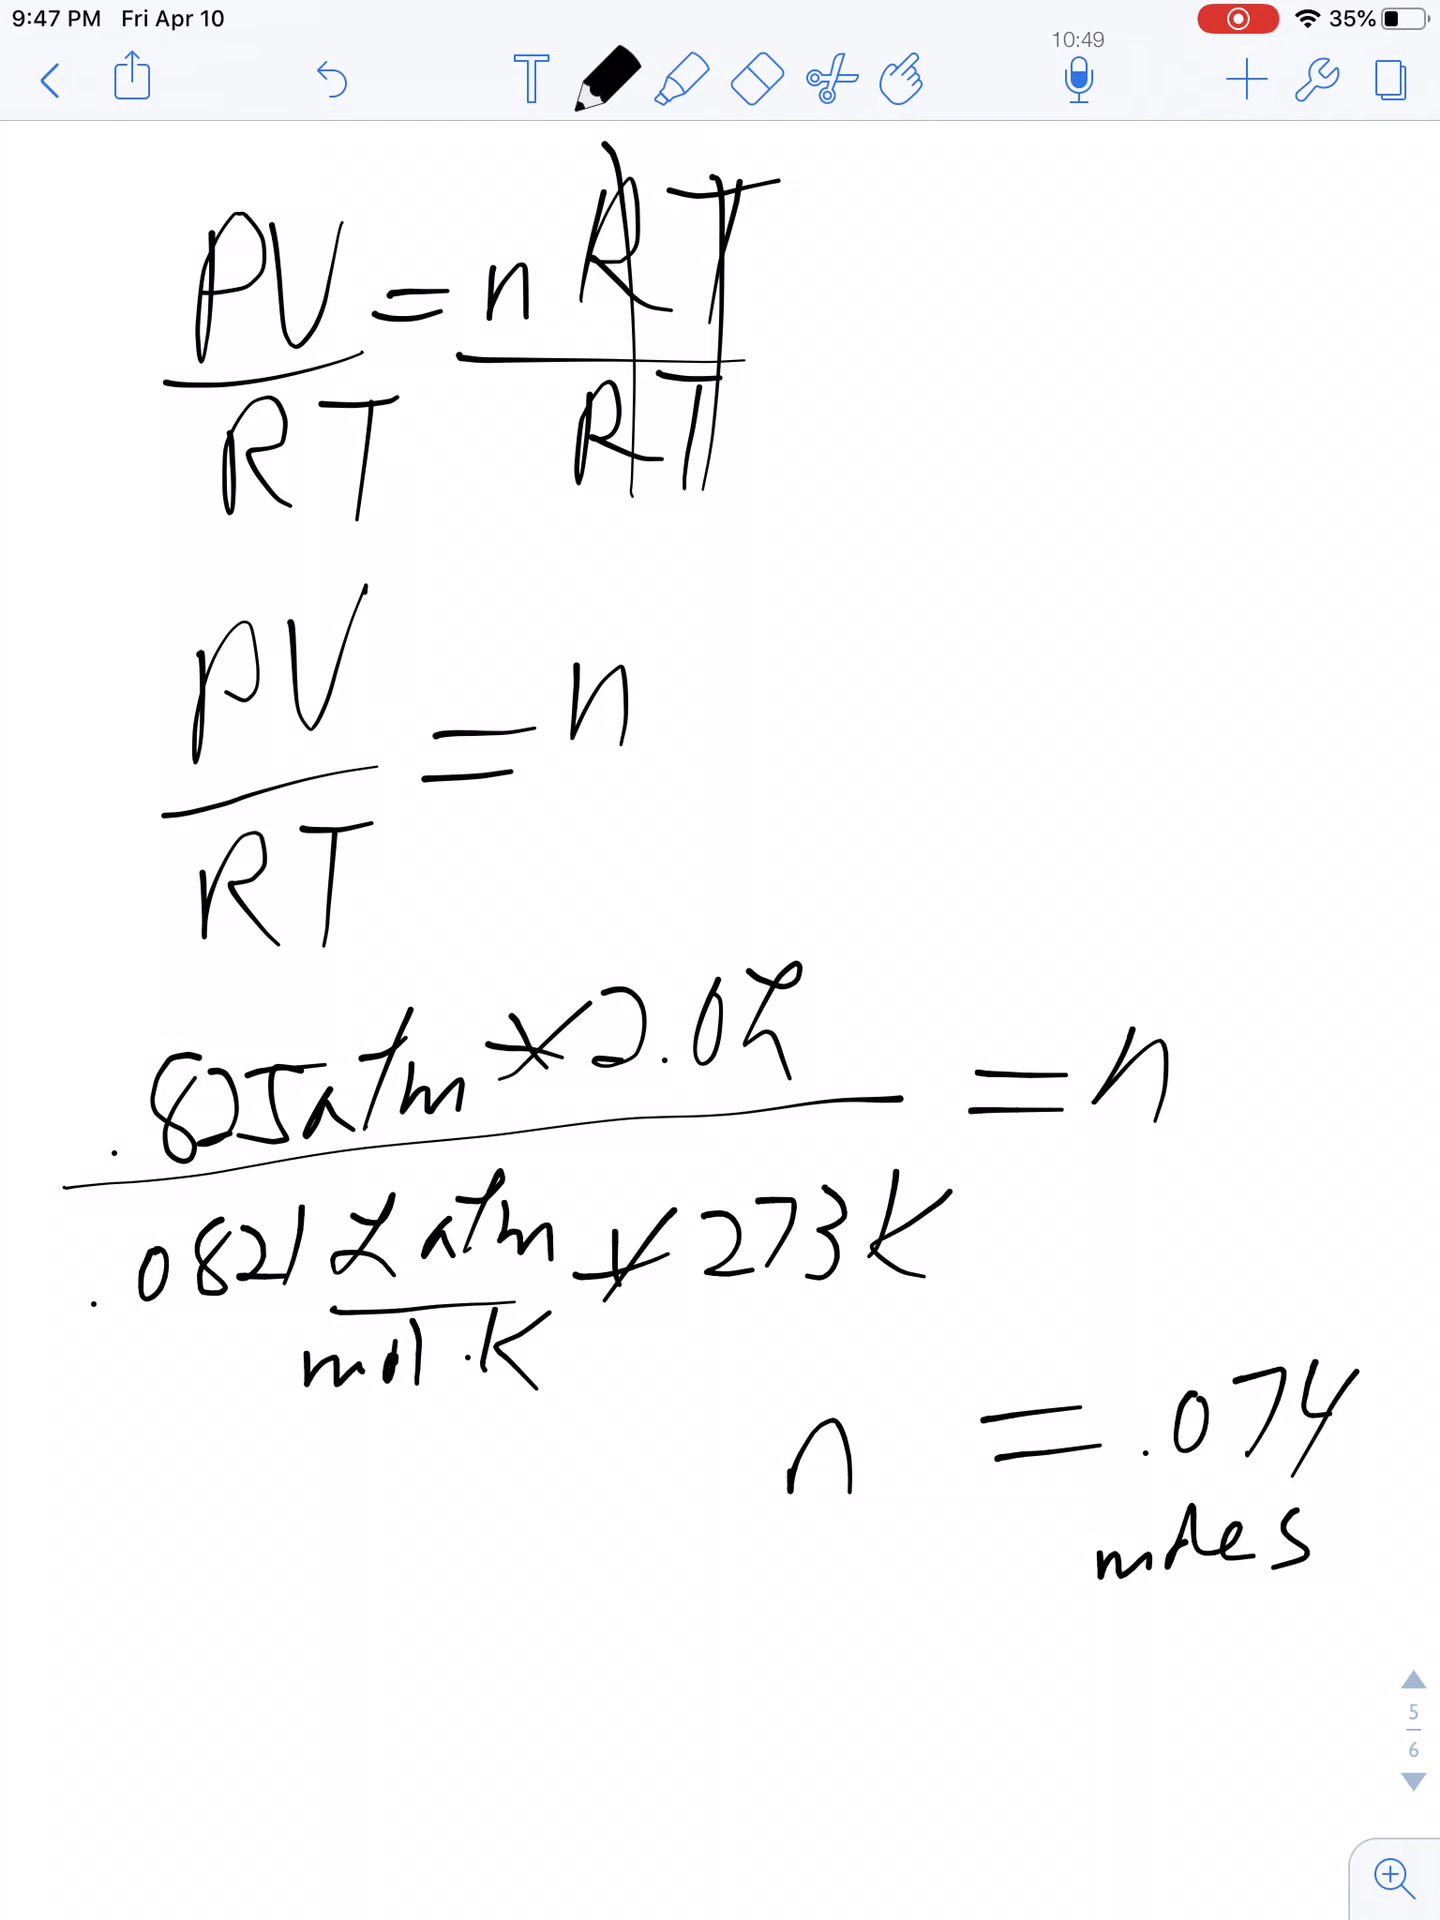 9:47 PM Fri Apr 10 35%
10:49
T
PV = nRT
RT RT
PV = n
RT
.825atm * 2.0L = n
.0821 L atm * 273K
mol.K
n = .074
moles
5
6